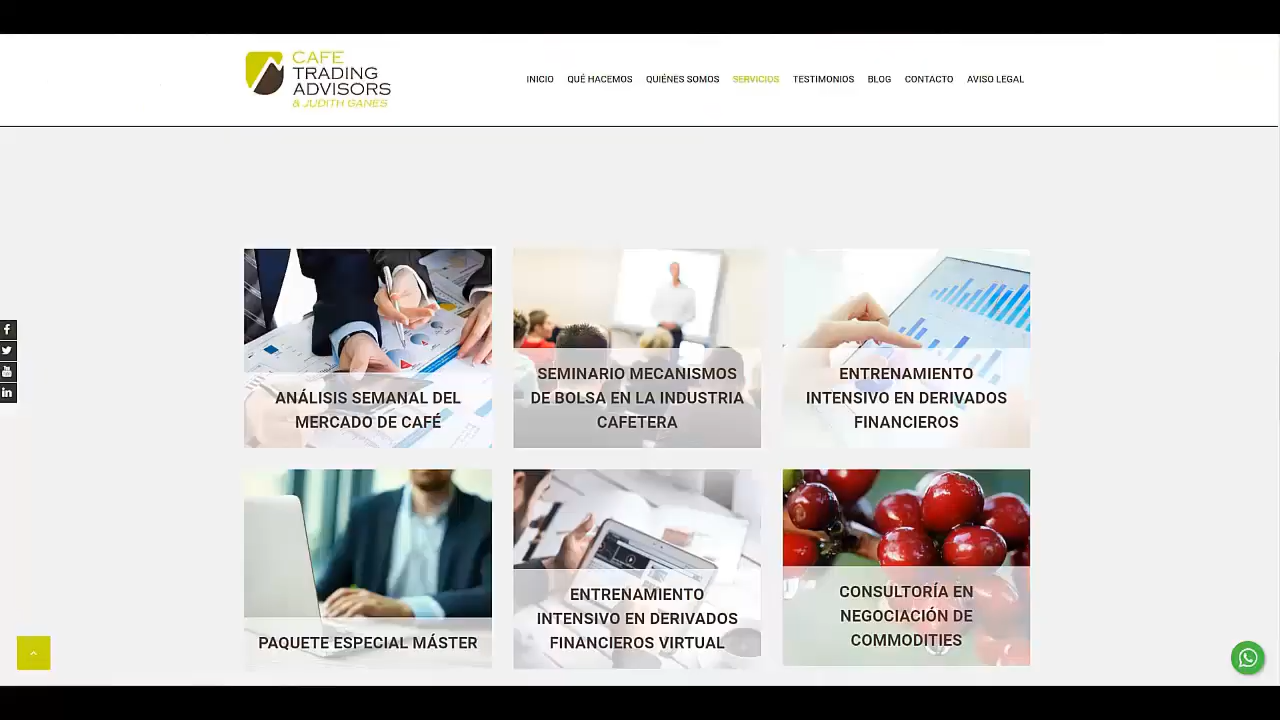 CAFE
TRADING
ADVISORS
& JUDITH GANES
INICIO QUÉ HACEMOS QUIÉNES SOMOS SERVICIOS TESTIMONIOS BLOG CONTACTO AVISO LEGAL
ANÁLISIS SEMANAL DEL
MERCADO DE CAFÉ
SEMINARIO MECANISMOS
DE BOLSA EN LA INDUSTRIA
CAFETERA
ENTRENAMIENTO
INTENSIVO EN DERIVADOS
FINANCIEROS
PAQUETE ESPECIAL MÁSTER
ENTRENAMIENTO
INTENSIVO EN DERIVADOS
FINANCIEROS VIRTUAL
CONSULTORÍA EN
NEGOCIACIÓN DE
COMMODITIES